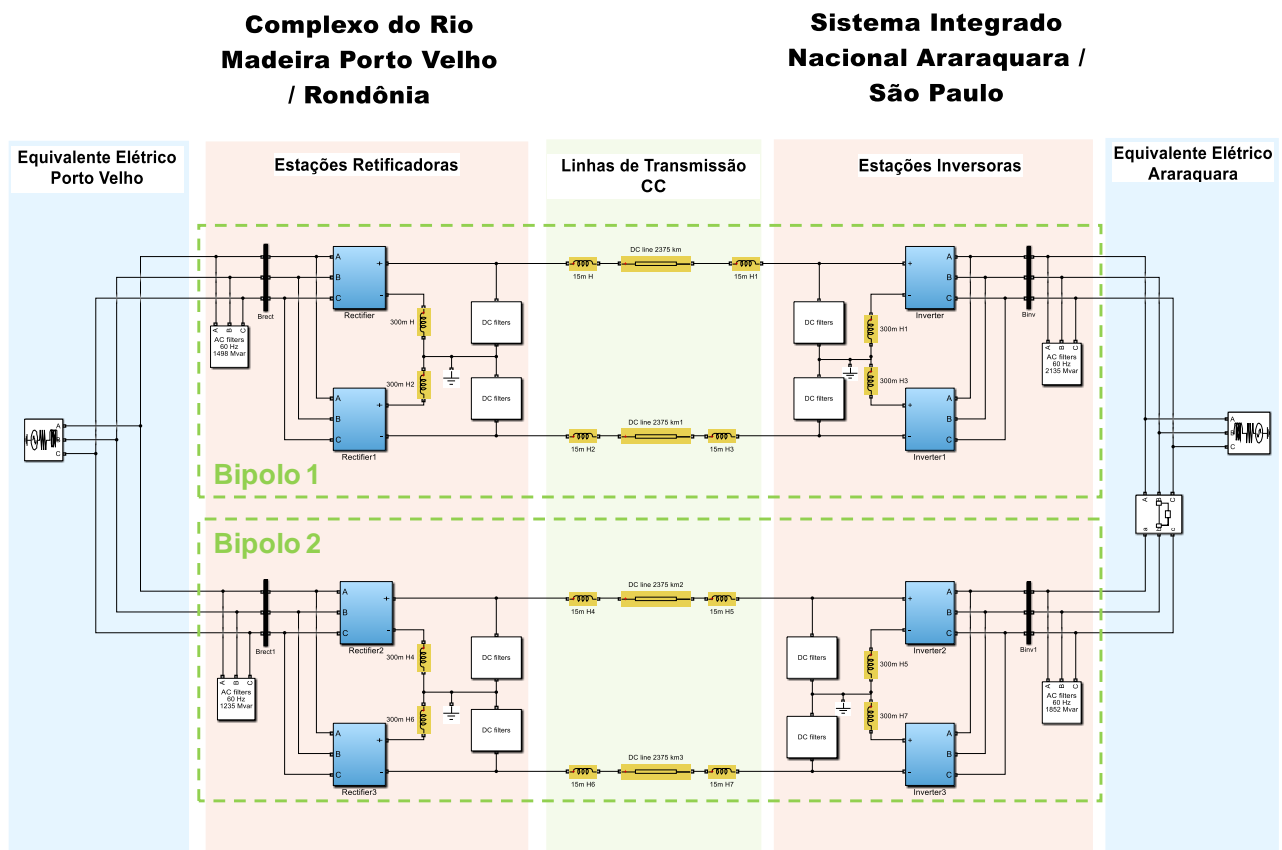 Complexo do Rio
Madeira Porto Velho
/ Rondônia
Sistema Integrado
Nacional Araraquara /
São Paulo
Equivalente Elétrico
Porto Velho
Estações Retificadoras
Linhas de Transmissão
CC
Estações Inversoras
Equivalente Elétrico
Araraquara
Bipolo 1
A
B
C
Brect
A B C
AC filters
60 Hz
1498 Mvar
A
B
C
+
-
Rectifier
300m H
300m H2
DC filters
DC filters
A
B
C
+
-
Rectifier1
15m H
DC line 2375 km
15m H1
15m H2
DC line 2375 km1
15m H3
DC filters
DC filters
300m H1
300m H3
+
-
A
B
C
Inverter
+
-
A
B
C
Inverter1
Binv
A B C
AC filters
60 Hz
2135 Mvar
A
B
C
A B C
a b c
Bipolo 2
Brect1
A B C
AC filters
60 Hz
1235 Mvar
A
B
C
+
-
Rectifier2
300m H4
300m H6
DC filters
DC filters
A
B
C
+
-
Rectifier3
15m H4
DC line 2375 km2
15m H5
15m H6
DC line 2375 km3
15m H7
DC filters
DC filters
300m H5
300m H7
+
-
A
B
C
Inverter2
+
-
A
B
C
Inverter3
Binv1
A B C
AC filters
60 Hz
1852 Mvar